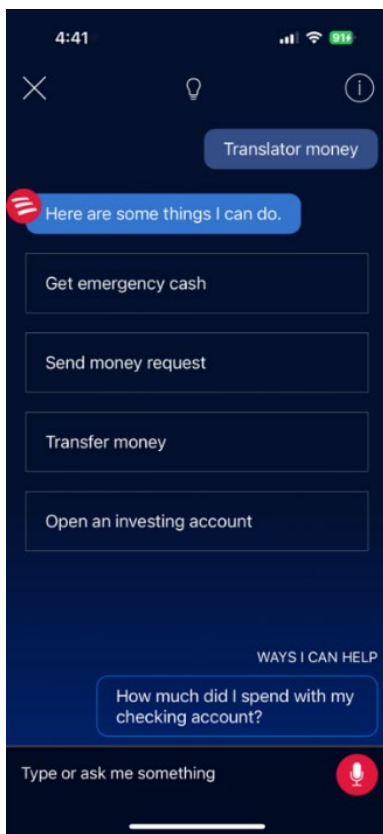 4:41
91
Translator money
Here are some things I can do.
Get emergency cash
Send money request
Transfer money
Open an investing account
WAYS I CAN HELP
How much did I spend with my
checking account?
Type or ask me something